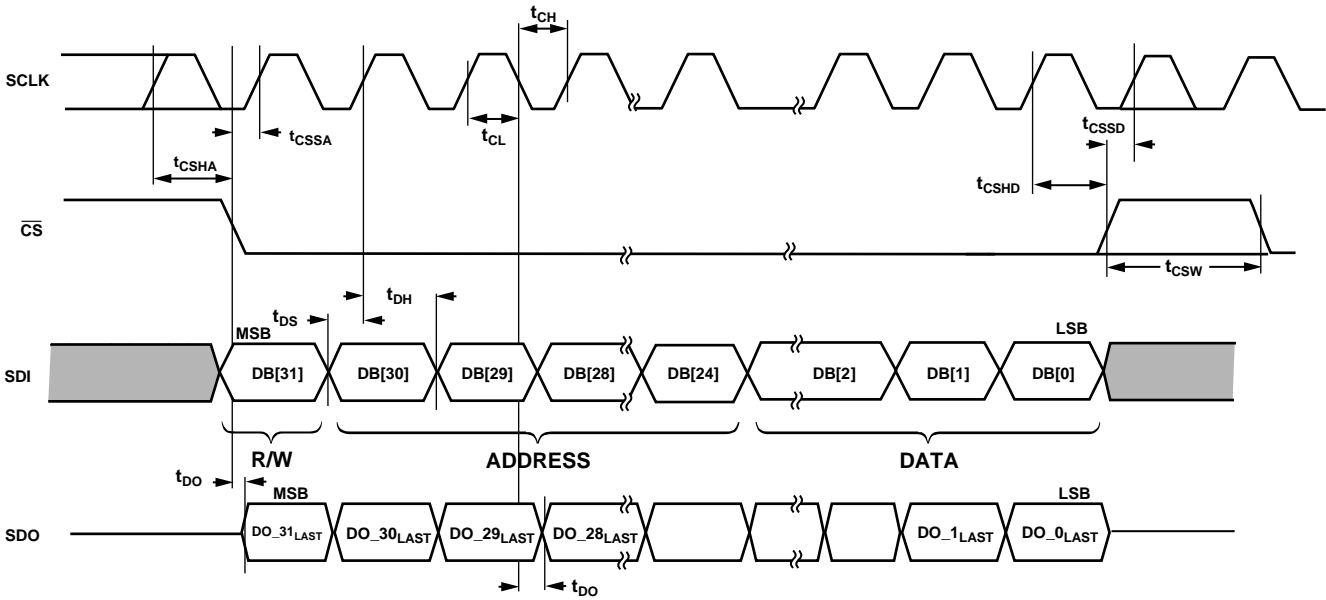 tCH
SCLK
tCSSA
tCL
tCSSD
tCSHA
tCSHD
CS
tCSW
tDH
tDS
MSB
LSB
SDI
DB[31]
DB[30]
DB[29]
DB[28]
DB[24]
DB[2]
DB[1]
DB[0]
R/W
ADDRESS
DATA
tDO
MSB
LSB
SDO
DO_31LAST
DO_30LAST
DO_29LAST
DO_28LAST
DO_1LAST
DO_0LAST
tDO